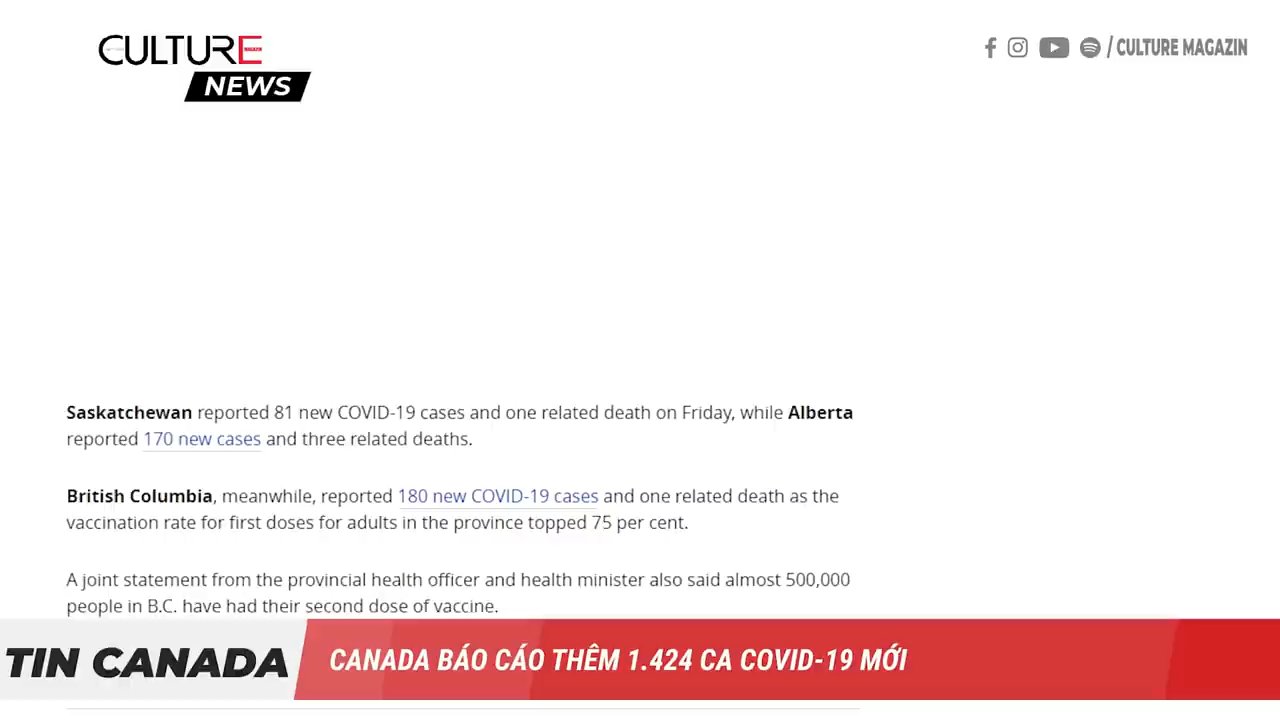 CULTURE
NEWS
/ CULTURE MAGAZIN
Saskatchewan reported 81 new COVID-19 cases and one related death on Friday, while Alberta
reported 170 new cases and three related deaths.
British Columbia, meanwhile, reported 180 new COVID-19 cases and one related death as the
vaccination rate for first doses for adults in the province topped 75 per cent.
A joint statement from the provincial health officer and health minister also said almost 500,000
people in B.C. have had their second dose of vaccine.
TIN CANADA
CANADA BÁO CÁO THÊM 1.424 CA COVID-19 MỚI